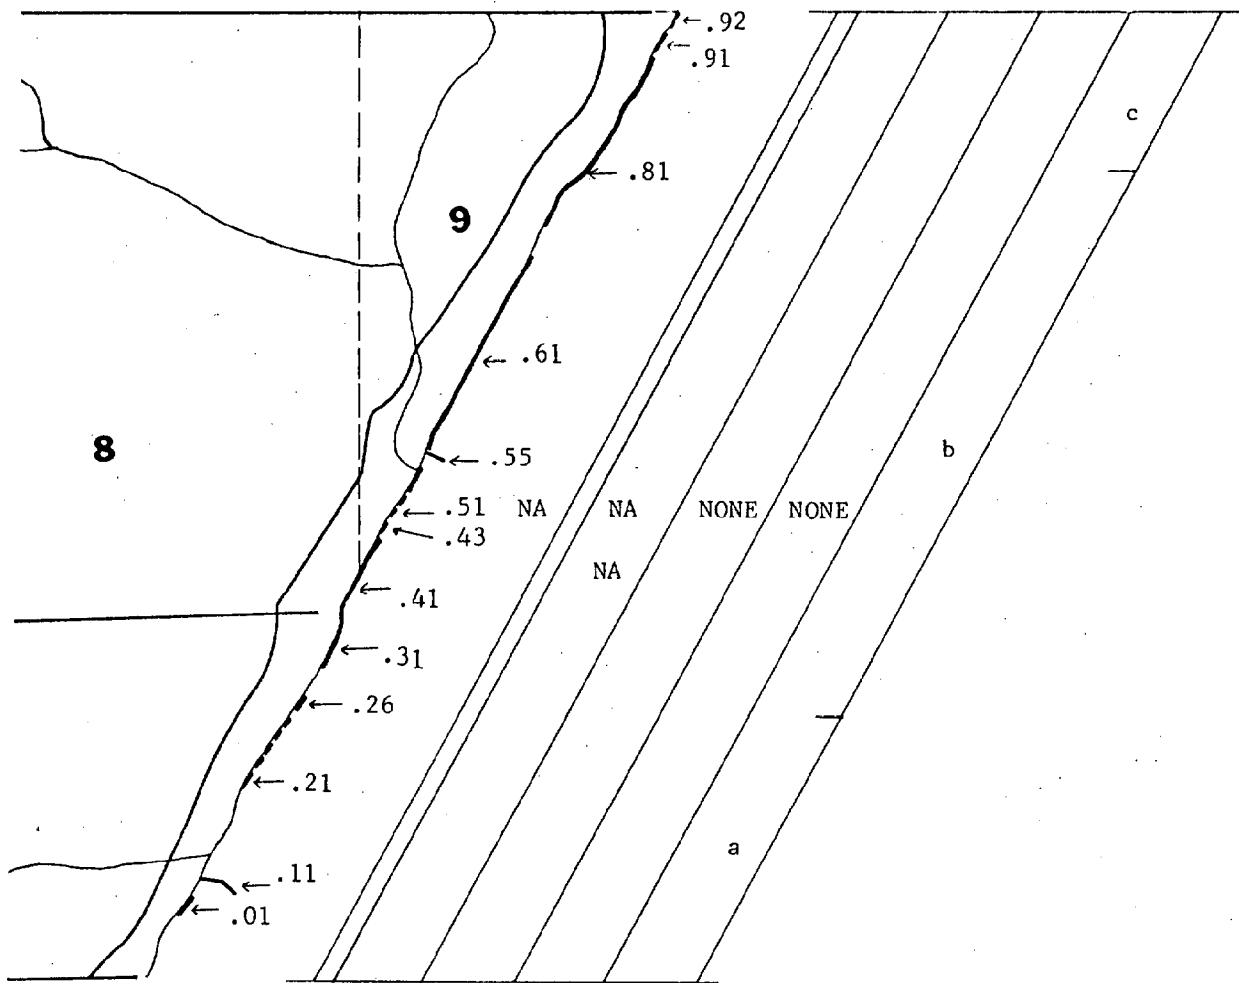 .92
.91
c
.81
9
.61
8
b
.55
.51 NA NA NONE NONE
.43
NA
.41
.31
.26
.21
a
.11
.01